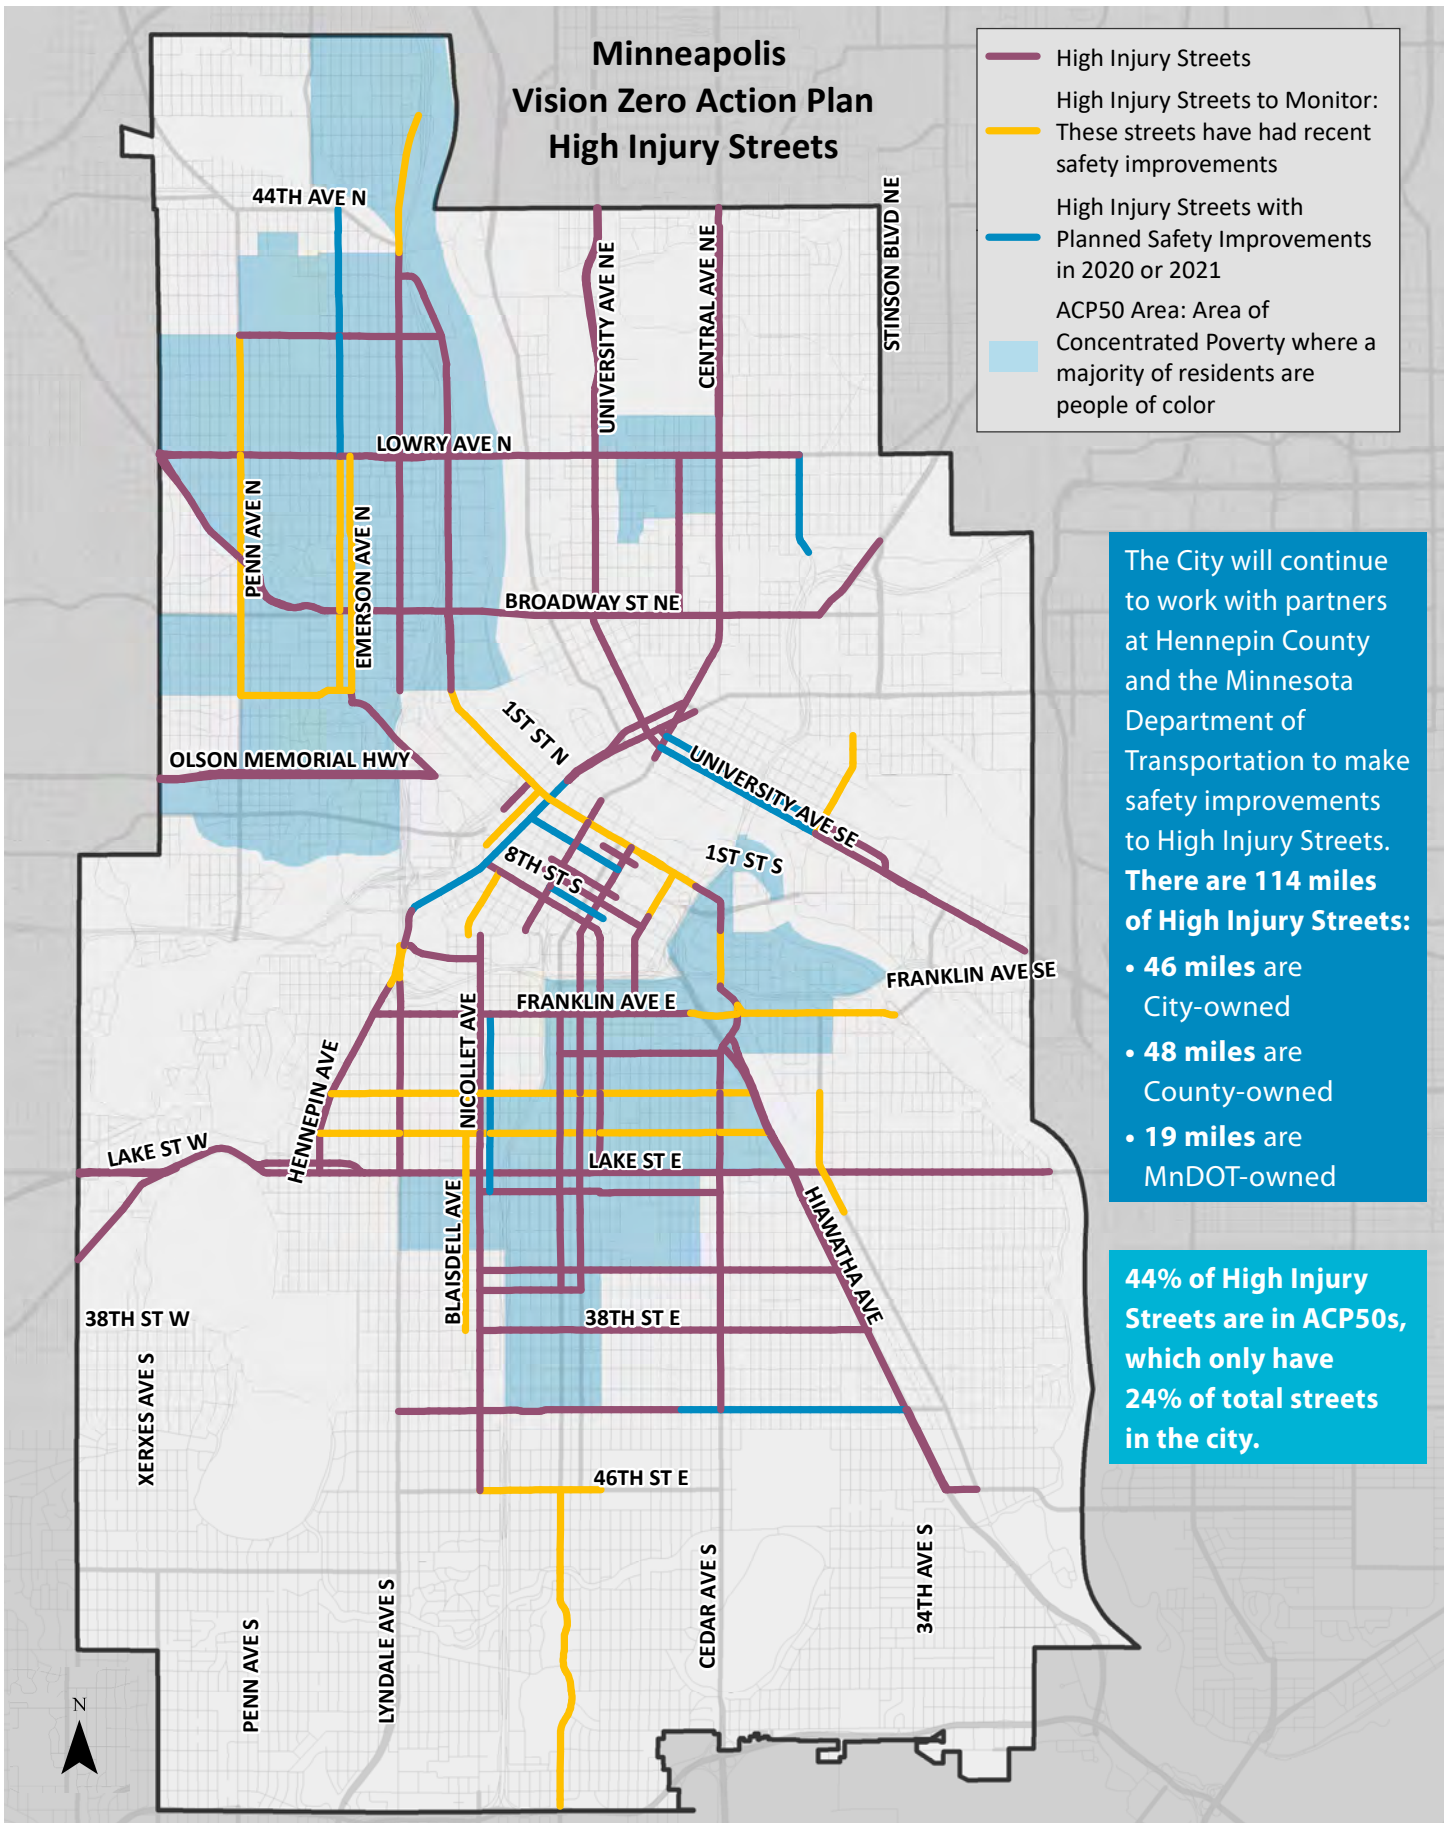 Minneapolis
Vision Zero Action Plan
High Injury Streets
High Injury Streets
High Injury Streets to Monitor:
These streets have had recent
safety improvements
High Injury Streets with
Planned Safety Improvements
in 2020 or 2021
ACP50 Area: Area of
Concentrated Poverty where a
majority of residents are
people of color
44TH AVE N
UNIVERSITY AVE NE
CENTRAL AVE NE
STINSON BLVD NE
LOWRY AVE N
PENN AVE N
EMERSON AVE N
BROADWAY ST NE
1ST ST N
OLSON MEMORIAL HWY
UNIVERSITY AVE SE
8TH ST S
1ST ST S
FRANKLIN AVE SE
FRANKLIN AVE E
NICOLLET AVE
HENNEPIN AVE
LAKE ST W
LAKE ST E
BLAISDELL AVE
HIAWATHA AVE
38TH ST W
38TH ST E
XERXES AVE S
46TH ST E
CEDAR AVE S
34TH AVE S
LYNDALE AVE S
PENN AVE S
N
The City will continue
to work with partners
at Hennepin County
and the Minnesota
Department of
Transportation to make
safety improvements
to High Injury Streets.
There are 114 miles
of High Injury Streets:
• 46 miles are
City-owned
• 48 miles are
County-owned
• 19 miles are
MnDOT-owned
44% of High Injury
Streets are in ACP50s,
which only have
24% of total streets
in the city.